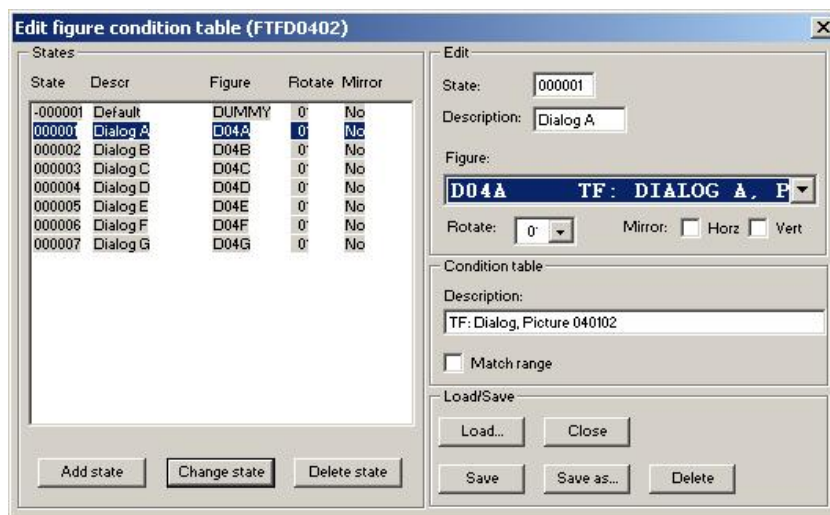 Edit figure condition table (FTFD0402)
States
State Descr Figure Rotate Mirror
-000001 Default DUMMY 0° No
000001 Dialog A D04A 0° No
000002 Dialog B D04B 0° No
000003 Dialog C D04C 0° No
000004 Dialog D D04D 0° No
000005 Dialog E D04E 0° No
000006 Dialog F D04F 0° No
000007 Dialog G D04G 0° No
Add state Change state Delete state
Edit
State: 000001
Description: Dialog A
Figure:
D04A TF: DIALOG A, P
Rotate: 0° Mirror: Horz Vert
Condition table
Description:
TF: Dialog, Picture 040102
Match range
Load/Save
Load... Close
Save Save as... Delete